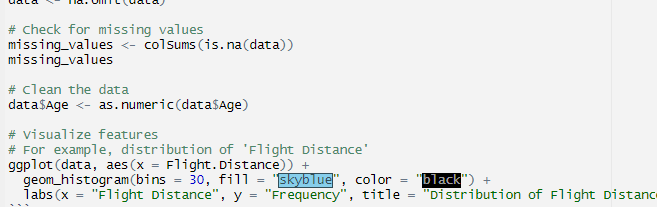 data <- na.omit(data)
# Check for missing values
missing_values <- colSums(is.na(data))
missing_values
# Clean the data
data$Age <- as.numeric(data$Age)
# Visualize features
# For example, distribution of 'Flight Distance'
ggplot(data, aes(x = Flight.Distance)) +
  geom_histogram(bins = 30, fill = "skyblue", color = "black") +
  labs(x = "Flight Distance", y = "Frequency", title = "Distribution of Flight Distanc